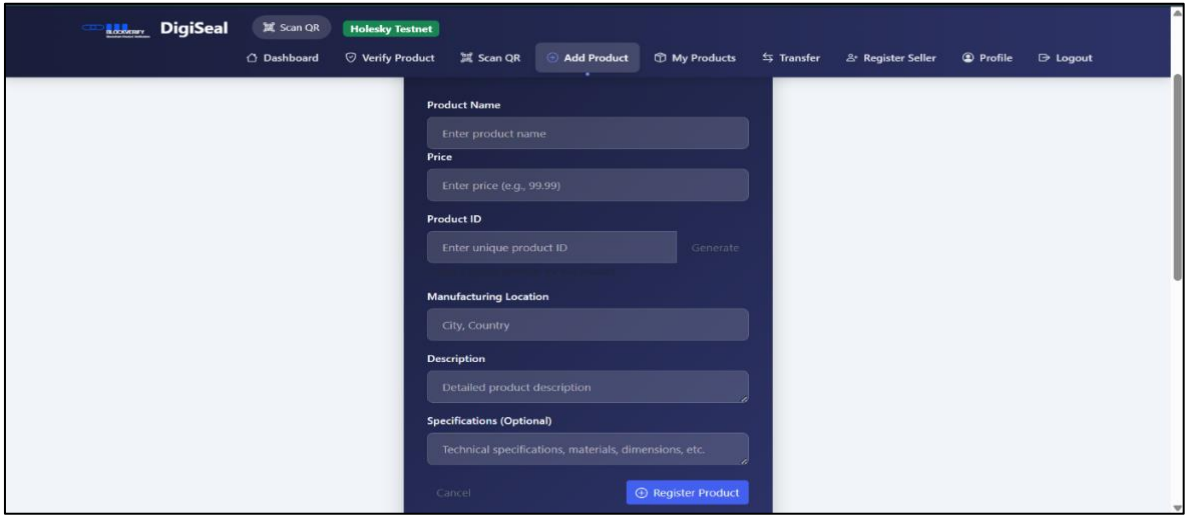 BLOCKVERIFY
DigiSeal
Scan QR
Holesky Testnet
Dashboard
Verify Product
Scan QR
Add Product
My Products
Transfer
Register Seller
Profile
Logout
Product Name
Enter product name
Price
Enter price (e.g., 99.99)
Product ID
Enter unique product ID
Generate
Manufacturing Location
City, Country
Description
Detailed product description
Specifications (Optional)
Technical specifications, materials, dimensions, etc.
Cancel
Register Product